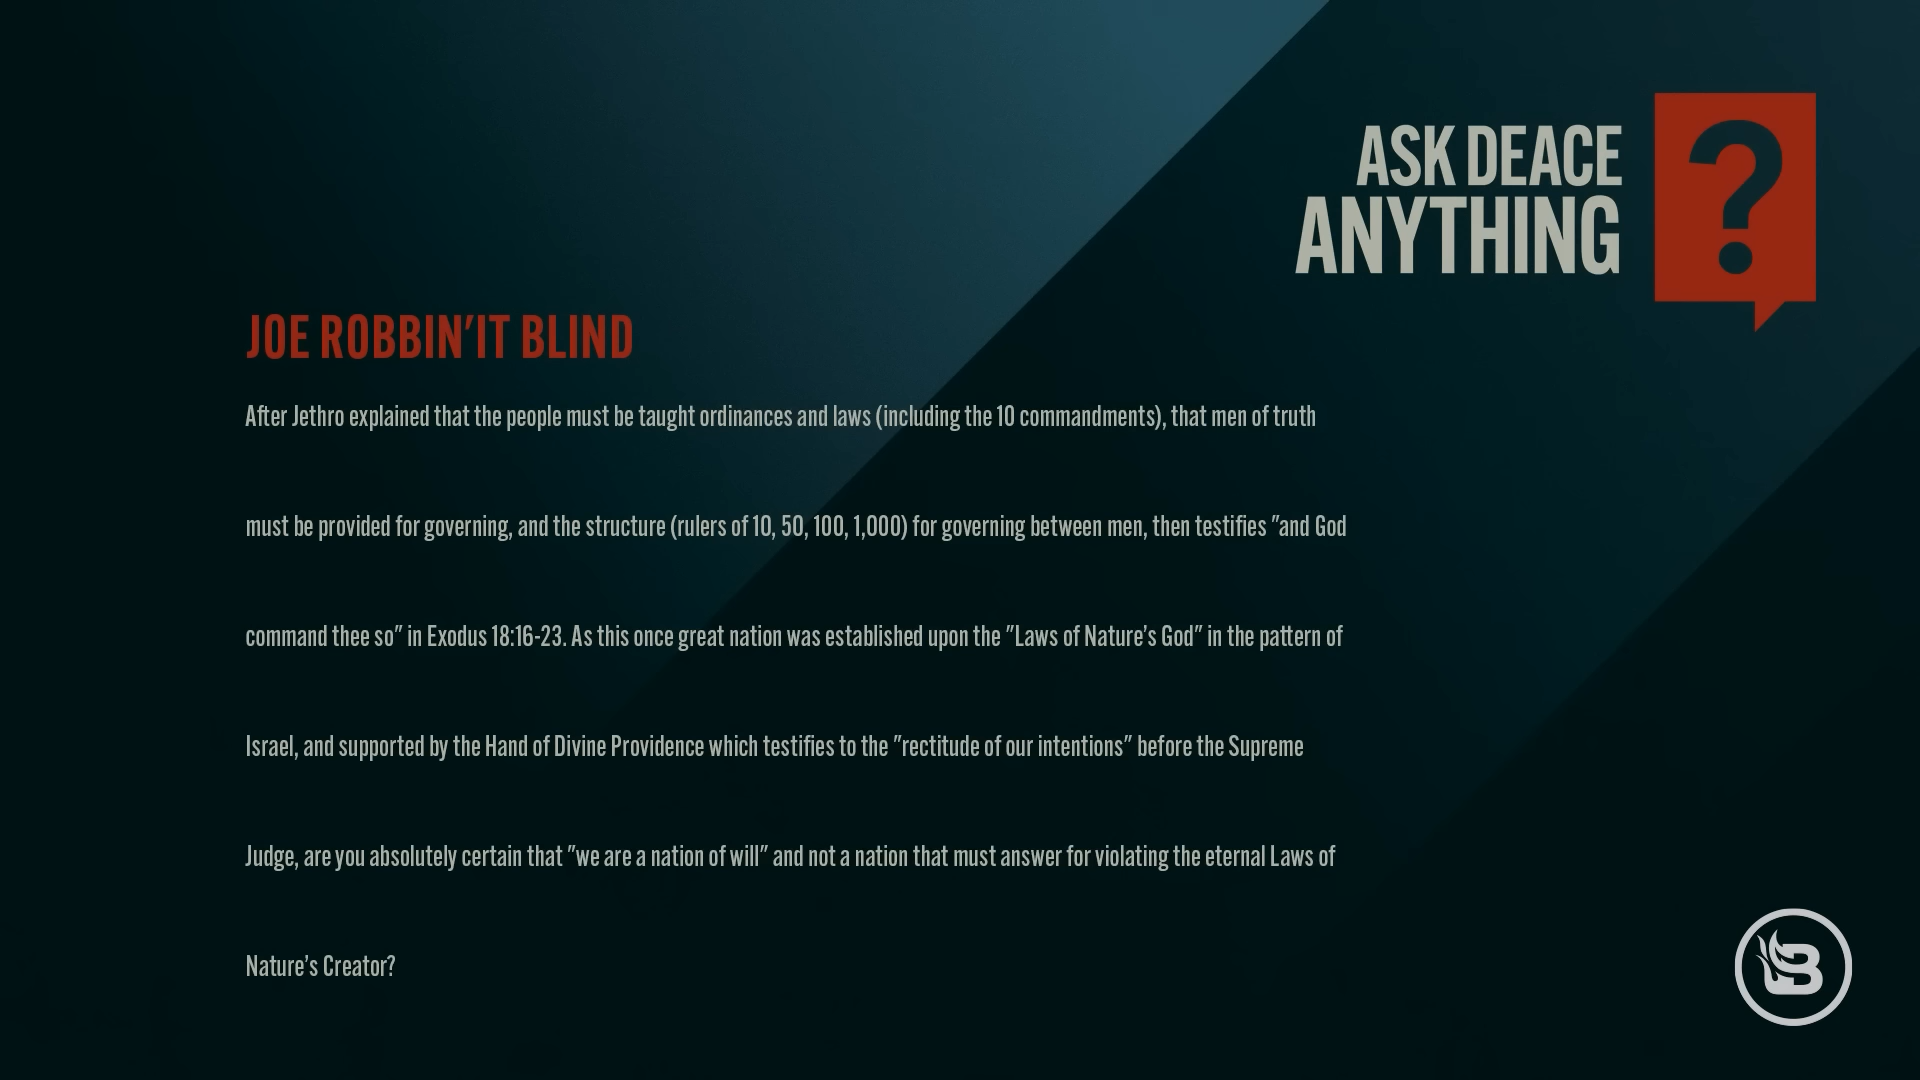 ASK DEACE
ANYTHING
?
JOE ROBBIN'IT BLIND
After Jethro explained that the people must be taught ordinances and laws (including the 10 commandments), that men of truth
must be provided for governing, and the structure (rulers of 10, 50, 100, 1,000) for governing between men, then testifies "and God
command thee so" in Exodus 18:16-23. As this once great nation was established upon the "Laws of Nature's God" in the pattern of
Israel, and supported by the Hand of Divine Providence which testifies to the "rectitude of our intentions" before the Supreme
Judge, are you absolutely certain that "we are a nation of will" and not a nation that must answer for violating the eternal Laws of
Nature's Creator?
B